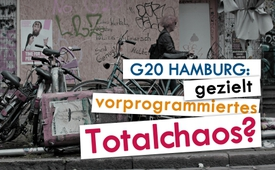 G20 HAMBURG:
gezielt
vorprogrammiertes
Totalchaos?